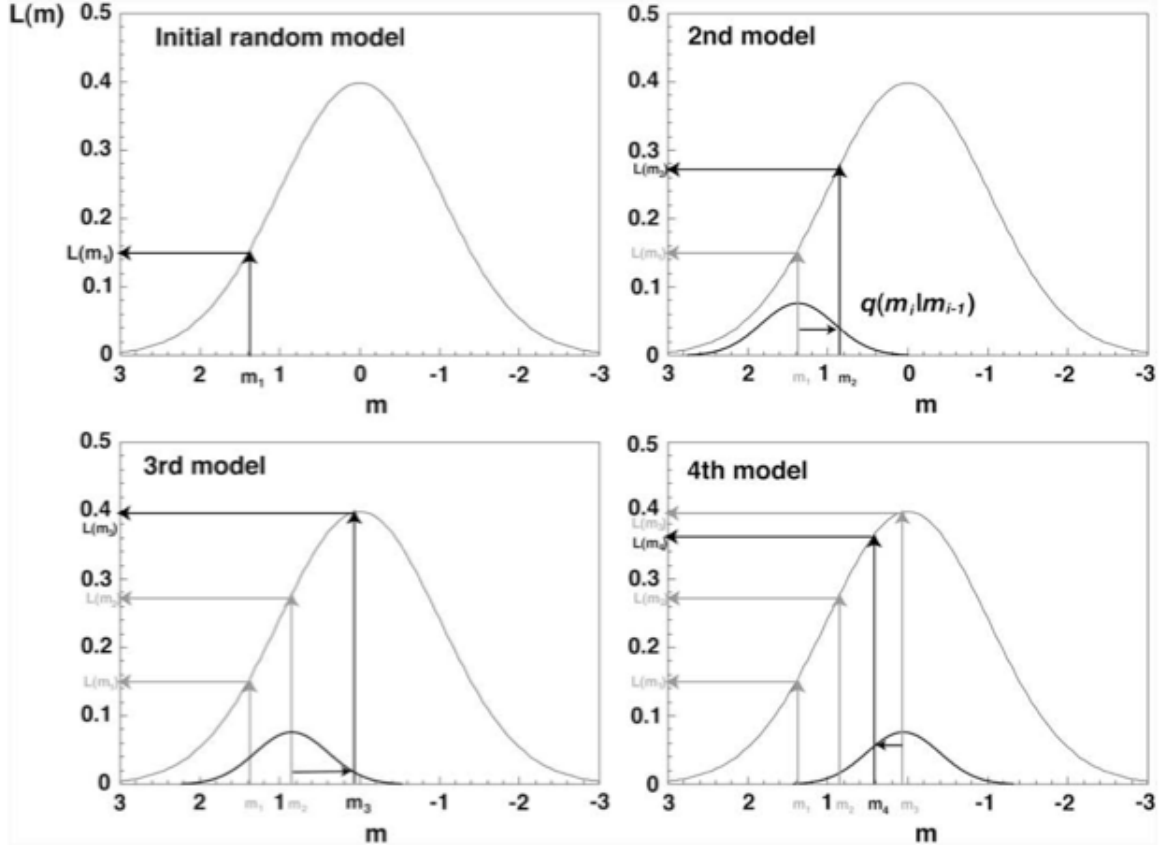 L(m)
0.5
Initial random model
0.4
0.3
0.2
L(m₁)
0.1
0
3 2 m₁ 1 0 -1 -2 -3
m
0.5
2nd model
0.4
0.3
L(m₂)
0.2
L(m₁)
0.1
q(mᵢ|mᵢ₋₁)
0
3 2 m₁ 1 m₂ 0 -1 -2 -3
m
0.5
3rd model
0.4
L(m₃)
0.3
L(m₂)
0.2
L(m₁)
0.1
0
3 2 m₁ 1 m₂ m₃ 0 -1 -2 -3
m
0.5
4th model
0.4
L(m₃)
L(m₄)
0.3
L(m₂)
0.2
L(m₁)
0.1
0
3 2 m₁ 1 m₂ m₄ m₃ -1 -2 -3
m